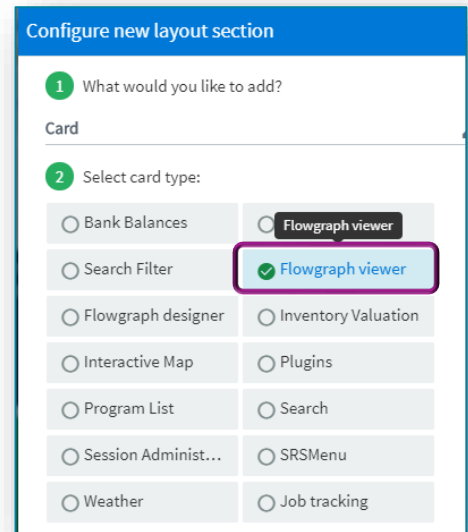 Configure new layout section
1 What would you like to add?
Card
2 Select card type:
Bank Balances
Flowgraph viewer
Search Filter
Flowgraph viewer
Flowgraph designer
Inventory Valuation
Interactive Map
Plugins
Program List
Search
Session Administ...
SRSMenu
Weather
Job tracking